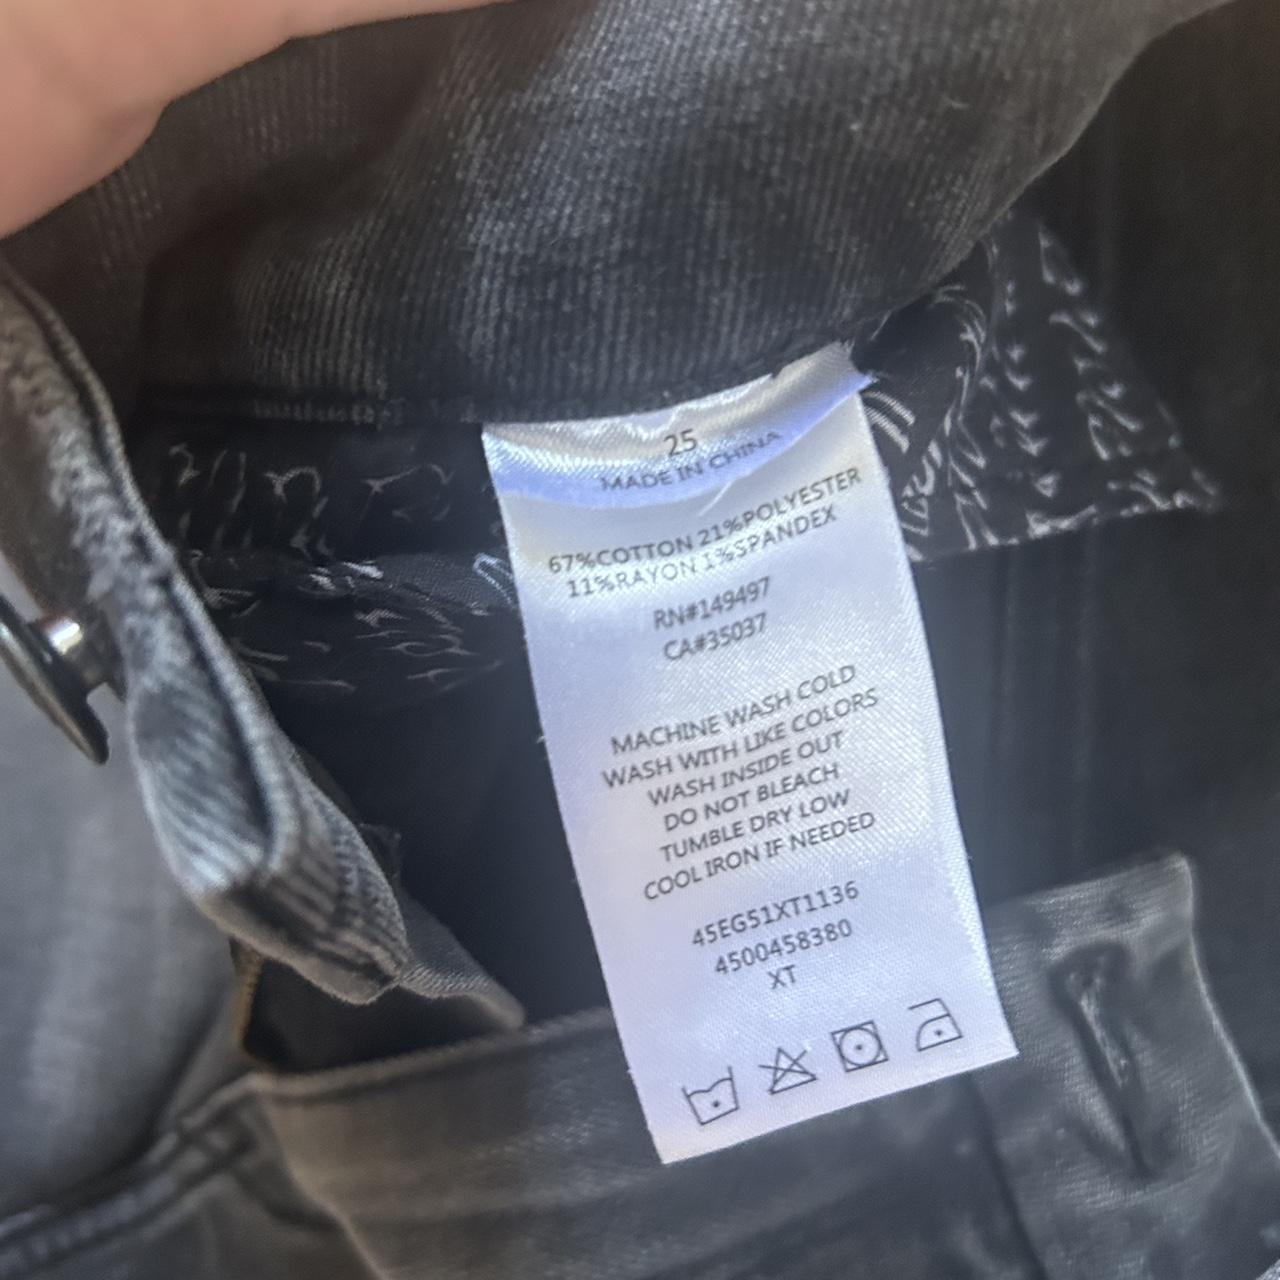 25
MADE IN CHINA
67%COTTON 21%POLYESTER
11%RAYON 1%SPANDEX
RN#149497
CA#35037
MACHINE WASH COLD
WASH WITH LIKE COLORS
WASH INSIDE OUT
DO NOT BLEACH
TUMBLE DRY LOW
COOL IRON IF NEEDED
45EG51XT1136
4500458380
XT